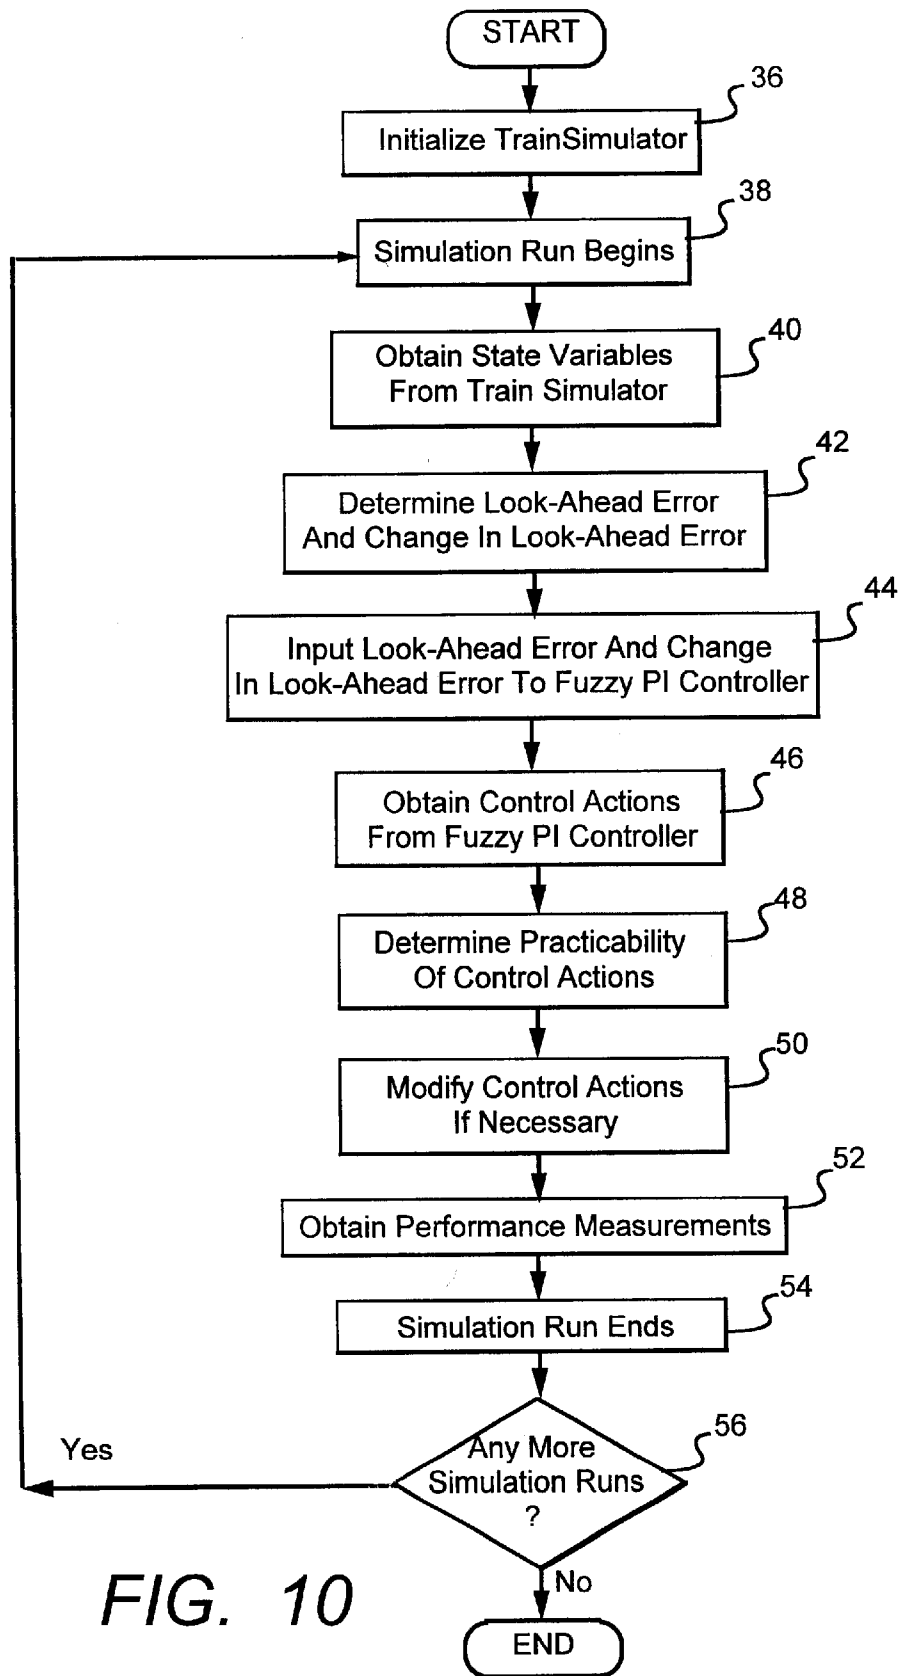 START
36
Initialize TrainSimulator
38
Simulation Run Begins
40
Obtain State Variables
From Train Simulator
42
Determine Look-Ahead Error
And Change In Look-Ahead Error
44
Input Look-Ahead Error And Change
In Look-Ahead Error To Fuzzy PI Controller
46
Obtain Control Actions
From Fuzzy PI Controller
48
Determine Practicability
Of Control Actions
50
Modify Control Actions
If Necessary
52
Obtain Performance Measurements
54
Simulation Run Ends
56
Any More
Simulation Runs
?
Yes
No
END
FIG. 10